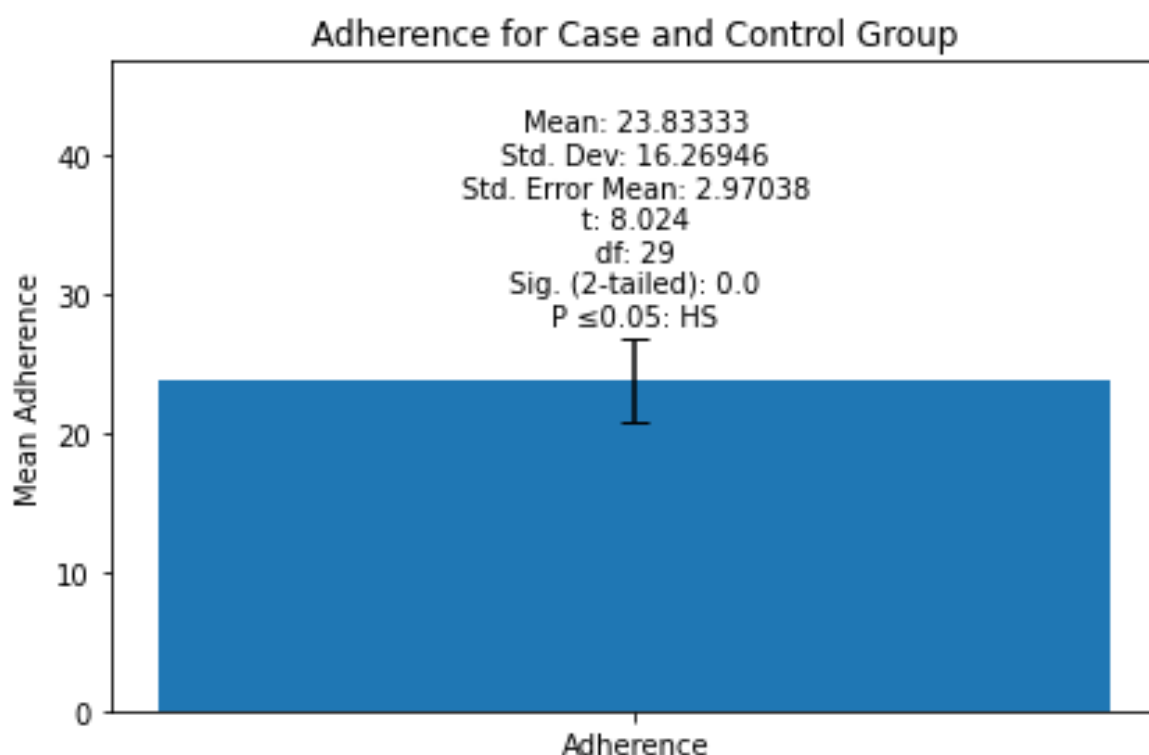 Adherence for Case and Control Group
Mean: 23.83333
Std. Dev: 16.26946
Std. Error Mean: 2.97038
t: 8.024
df: 29
Sig. (2-tailed): 0.0
P ≤0.05: HS
Mean Adherence
40
30
20
10
0
Adherence